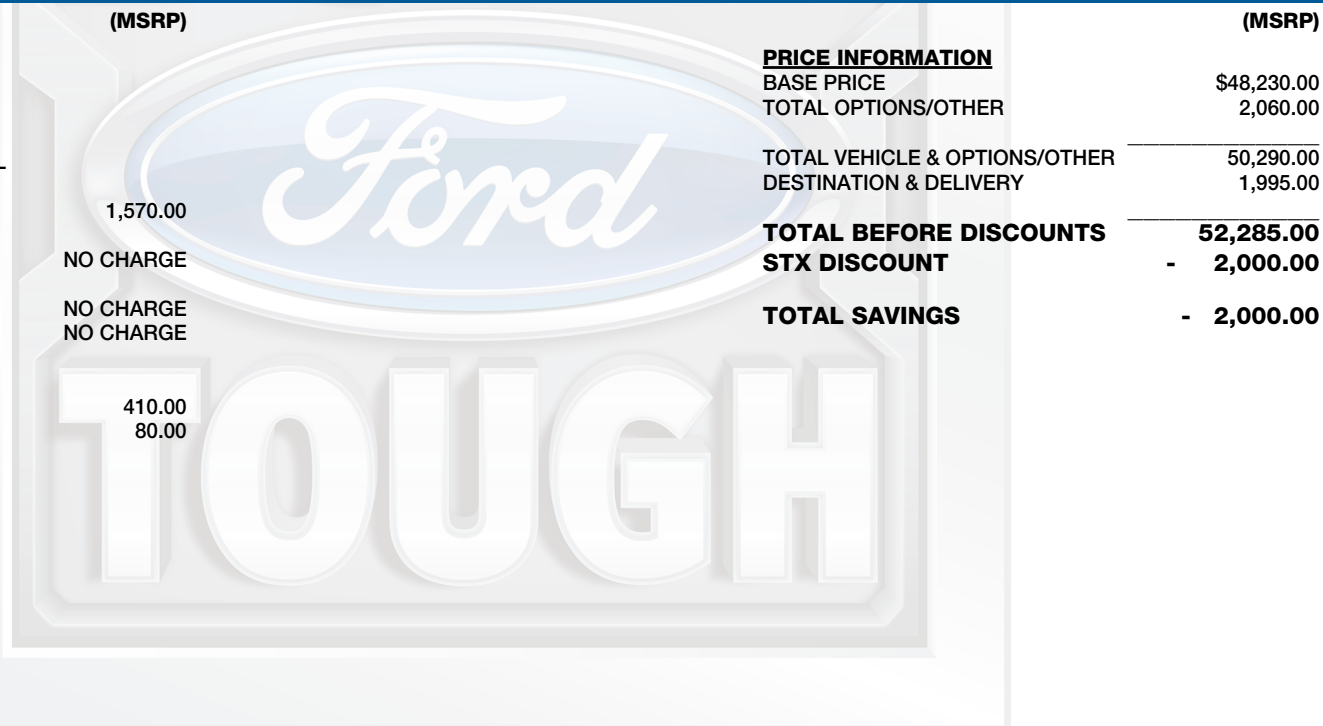 (MSRP)
1,570.00
NO CHARGE
NO CHARGE
NO CHARGE
410.00
80.00
Ford
TOUGH
(MSRP)
PRICE INFORMATION
BASE PRICE $48,230.00
TOTAL OPTIONS/OTHER 2,060.00
TOTAL VEHICLE & OPTIONS/OTHER 50,290.00
DESTINATION & DELIVERY 1,995.00
TOTAL BEFORE DISCOUNTS 52,285.00
STX DISCOUNT - 2,000.00
TOTAL SAVINGS - 2,000.00